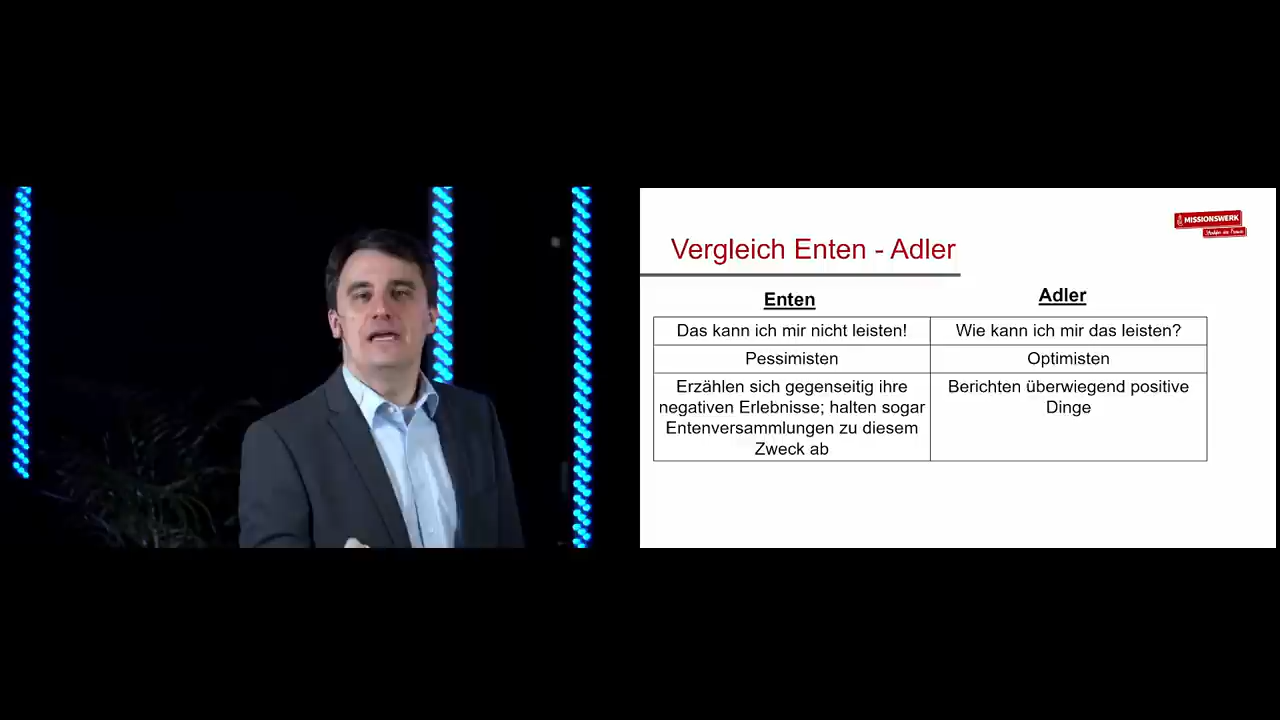 MISSIONSWERK
Vergleich Enten - Adler
Enten
Adler
Das kann ich mir nicht leisten!
Wie kann ich mir das leisten?
Pessimisten
Optimisten
Erzählen sich gegenseitig ihre
negativen Erlebnisse; halten sogar
Entenversammlungen zu diesem
Zweck ab
Berichten überwiegend positive
Dinge